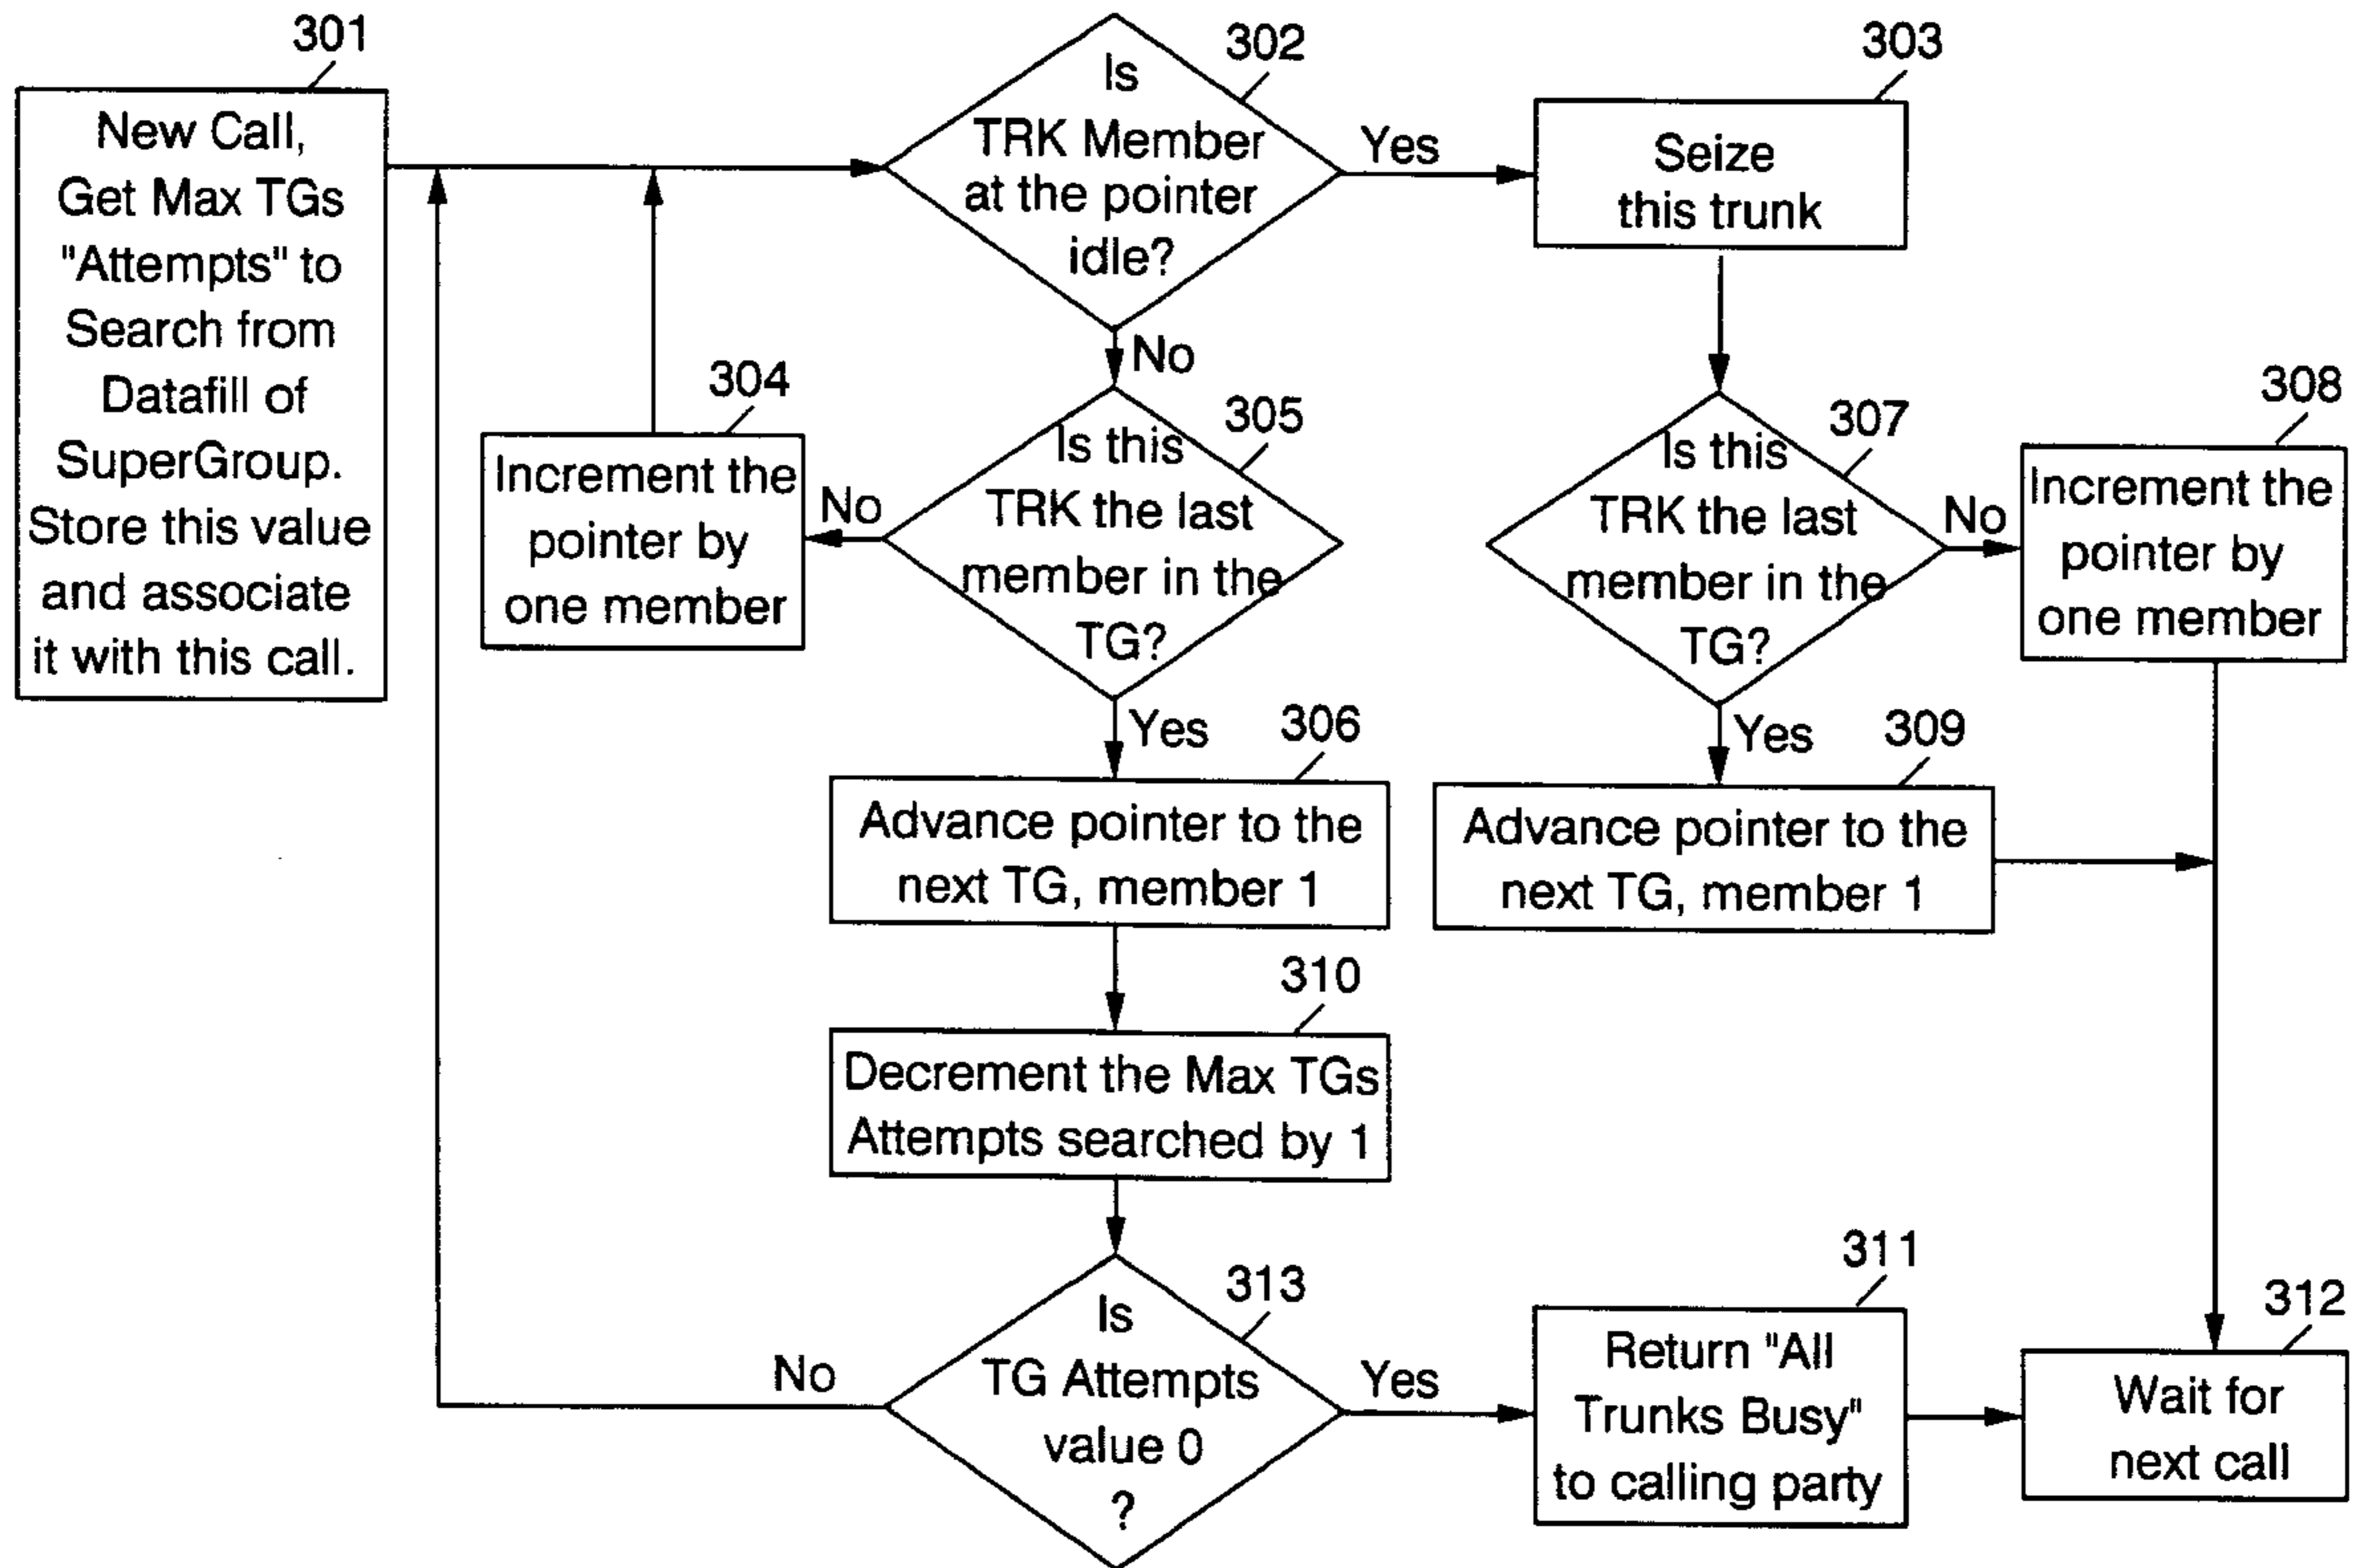 301
New Call,
Get Max TGs
"Attempts" to
Search from
Datafill of
SuperGroup.
Store this value
and associate
it with this call.
302
Is
TRK Member
at the pointer
idle?
Yes
303
Seize
this trunk
No
304
Increment the
pointer by
one member
No
305
Is this
TRK the last
member in the
TG?
307
Is this
TRK the last
member in the
TG?
No
308
Increment the
pointer by
one member
Yes
306
Advance pointer to the
next TG, member 1
Yes
309
Advance pointer to the
next TG, member 1
310
Decrement the Max TGs
Attempts searched by 1
313
Is
TG Attempts
value 0
?
No
Yes
311
Return "All
Trunks Busy"
to calling party
312
Wait for
next call